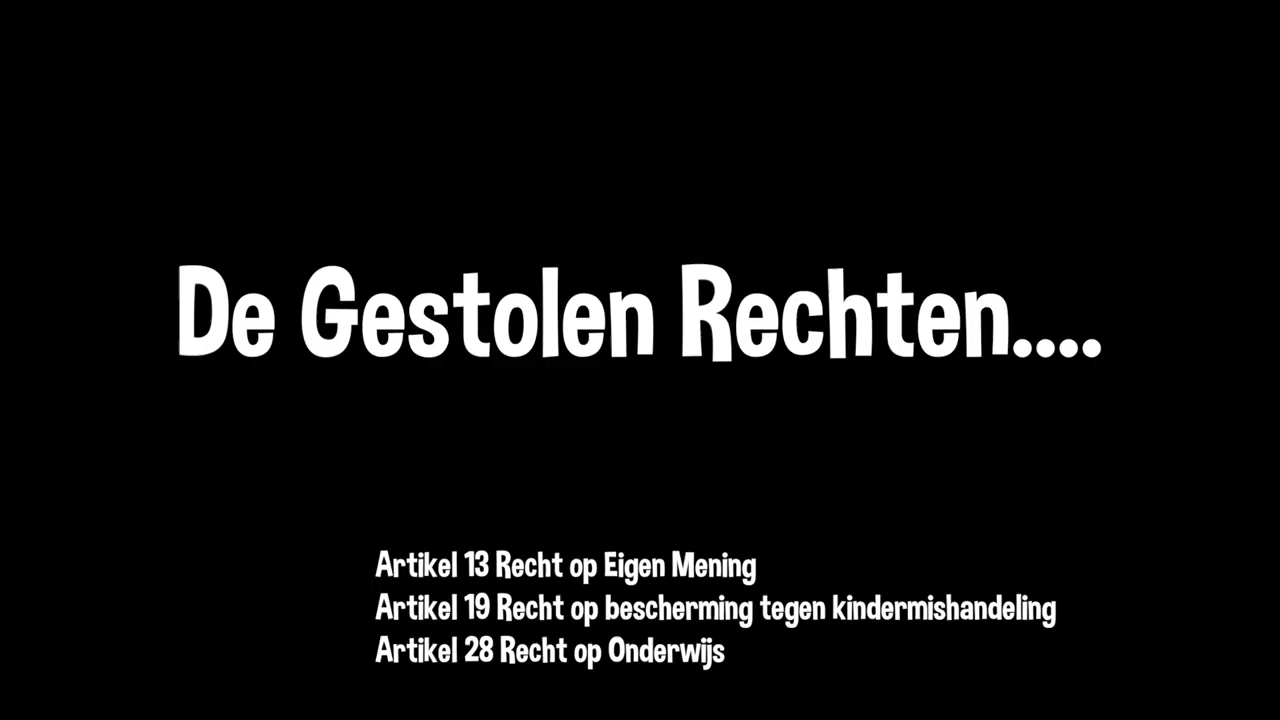 De Gestolen Rechten....
Artikel 13 Recht op Eigen Mening
Artikel 19 Recht op bescherming tegen kindermishandeling
Artikel 28 Recht op Onderwijs